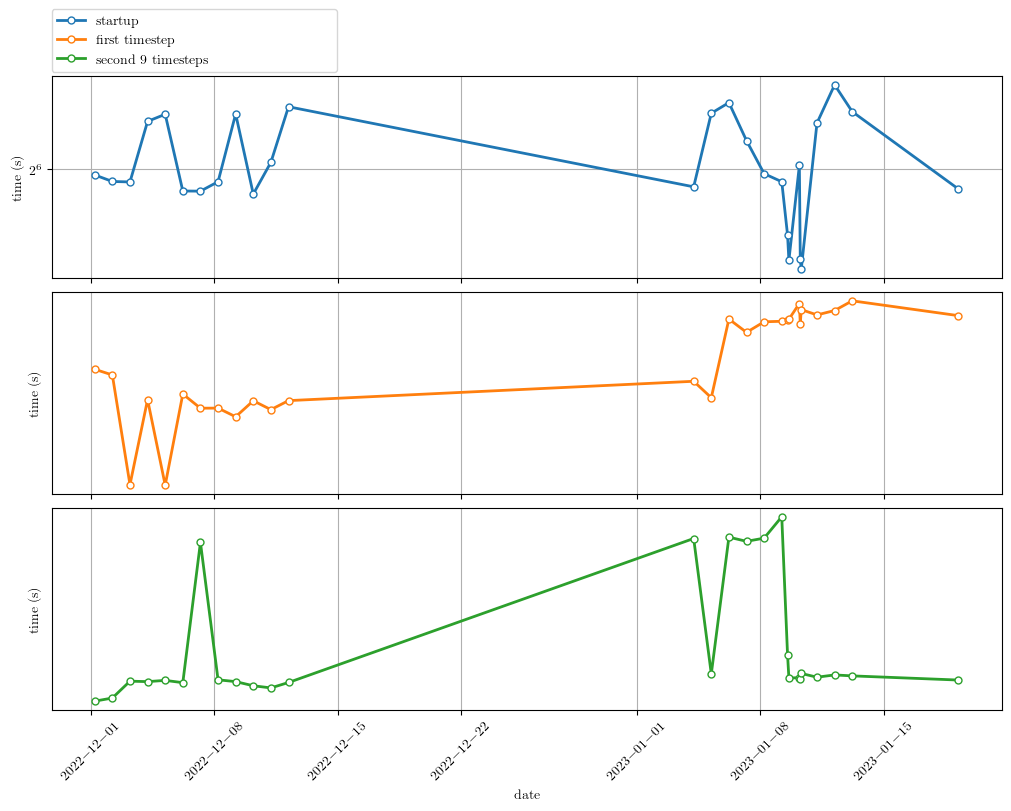 startup
first timestep
second 9 timesteps
time (s)
2⁶
time (s)
time (s)
2022−12−01
2022−12−08
2022−12−15
2022−12−22
2023−01−01
2023−01−08
2023−01−15
date